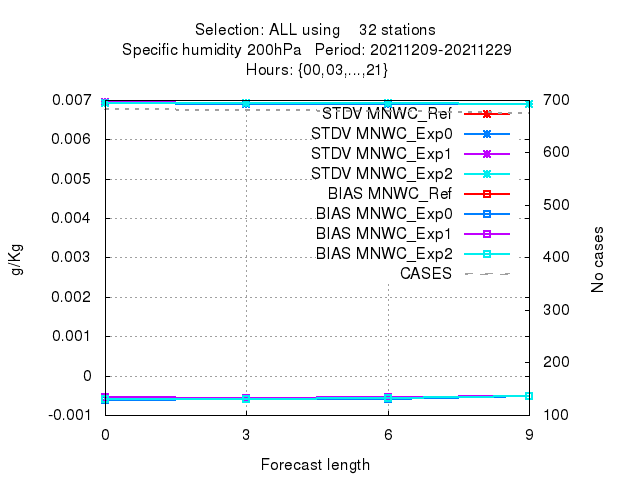 Selection: ALL using    32 stations
Specific humidity 200hPa   Period: 20211209-20211229
Hours: {00,03,...,21}
0.007
0.006
0.005
0.004
0.003
0.002
0.001
0
-0.001
g/Kg
STDV MNWC_Ref
STDV MNWC_Exp0
STDV MNWC_Exp1
STDV MNWC_Exp2
BIAS MNWC_Ref
BIAS MNWC_Exp0
BIAS MNWC_Exp1
BIAS MNWC_Exp2
CASES
700
600
500
400
300
200
100
No cases
0 3 6 9
Forecast length